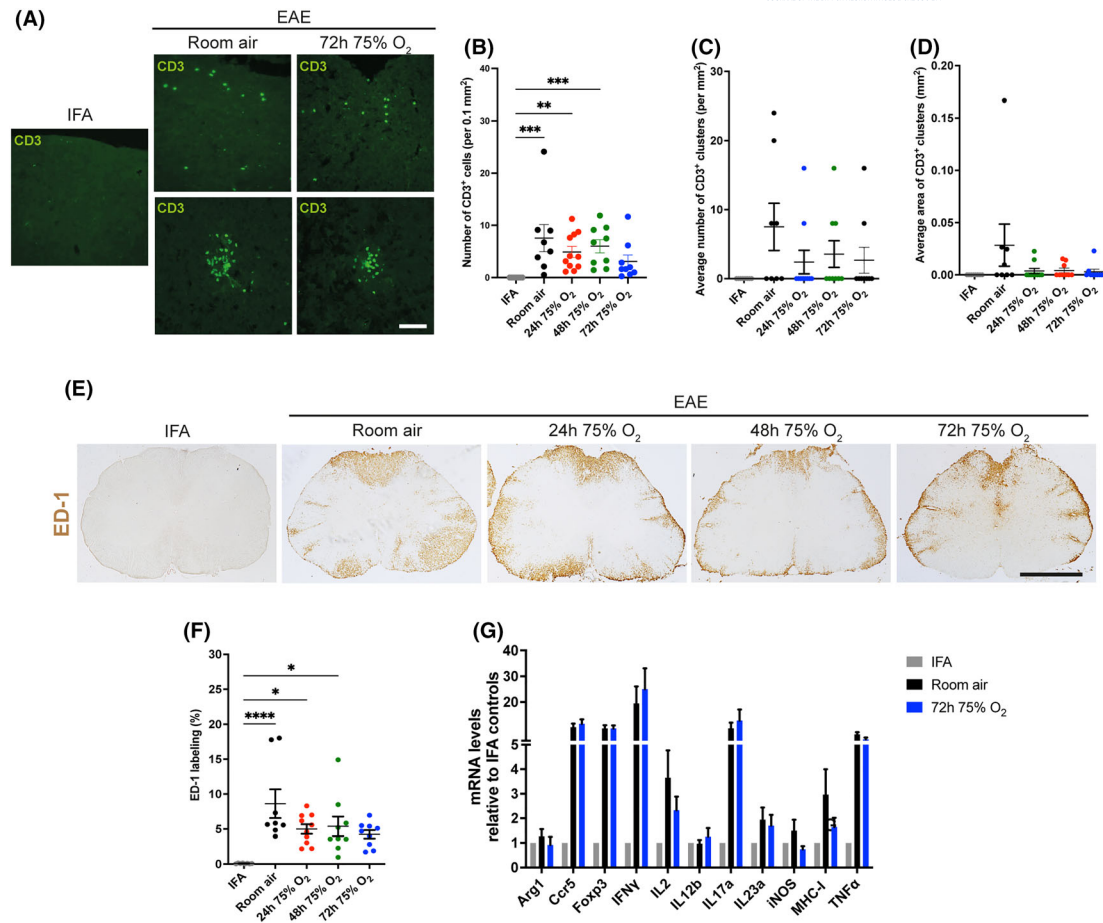 (A)
EAE
Room air
72h 75% O2
IFA
CD3
CD3
CD3
CD3
CD3
(B)
Number of CD3+ cells (per 0.1 mm2)
40
30
20
10
0
***
**
***
IFA
Room air
24h 75% O2
48h 75% O2
72h 75% O2
(C)
Average number of CD3+ clusters (per mm2)
30
20
10
0
IFA
Room air
24h 75% O2
48h 75% O2
72h 75% O2
(D)
Average area of CD3+ clusters (mm2)
0.20
0.15
0.10
0.05
0.00
IFA
Room air
24h 75% O2
48h 75% O2
72h 75% O2
(E)
EAE
IFA
Room air
24h 75% O2
48h 75% O2
72h 75% O2
ED-1
(F)
ED-1 labeling (%)
30
25
20
15
10
5
0
*
*
****
IFA
Room air
24h 75% O2
48h 75% O2
72h 75% O2
(G)
mRNA levels
relative to IFA controls
40
30
20
5
4
3
2
1
0
Arg1
Ccr5
Foxp3
IFNγ
IL2
IL12b
IL17a
IL23a
iNOS
MHC-I
TNFα
IFA
Room air
72h 75% O2